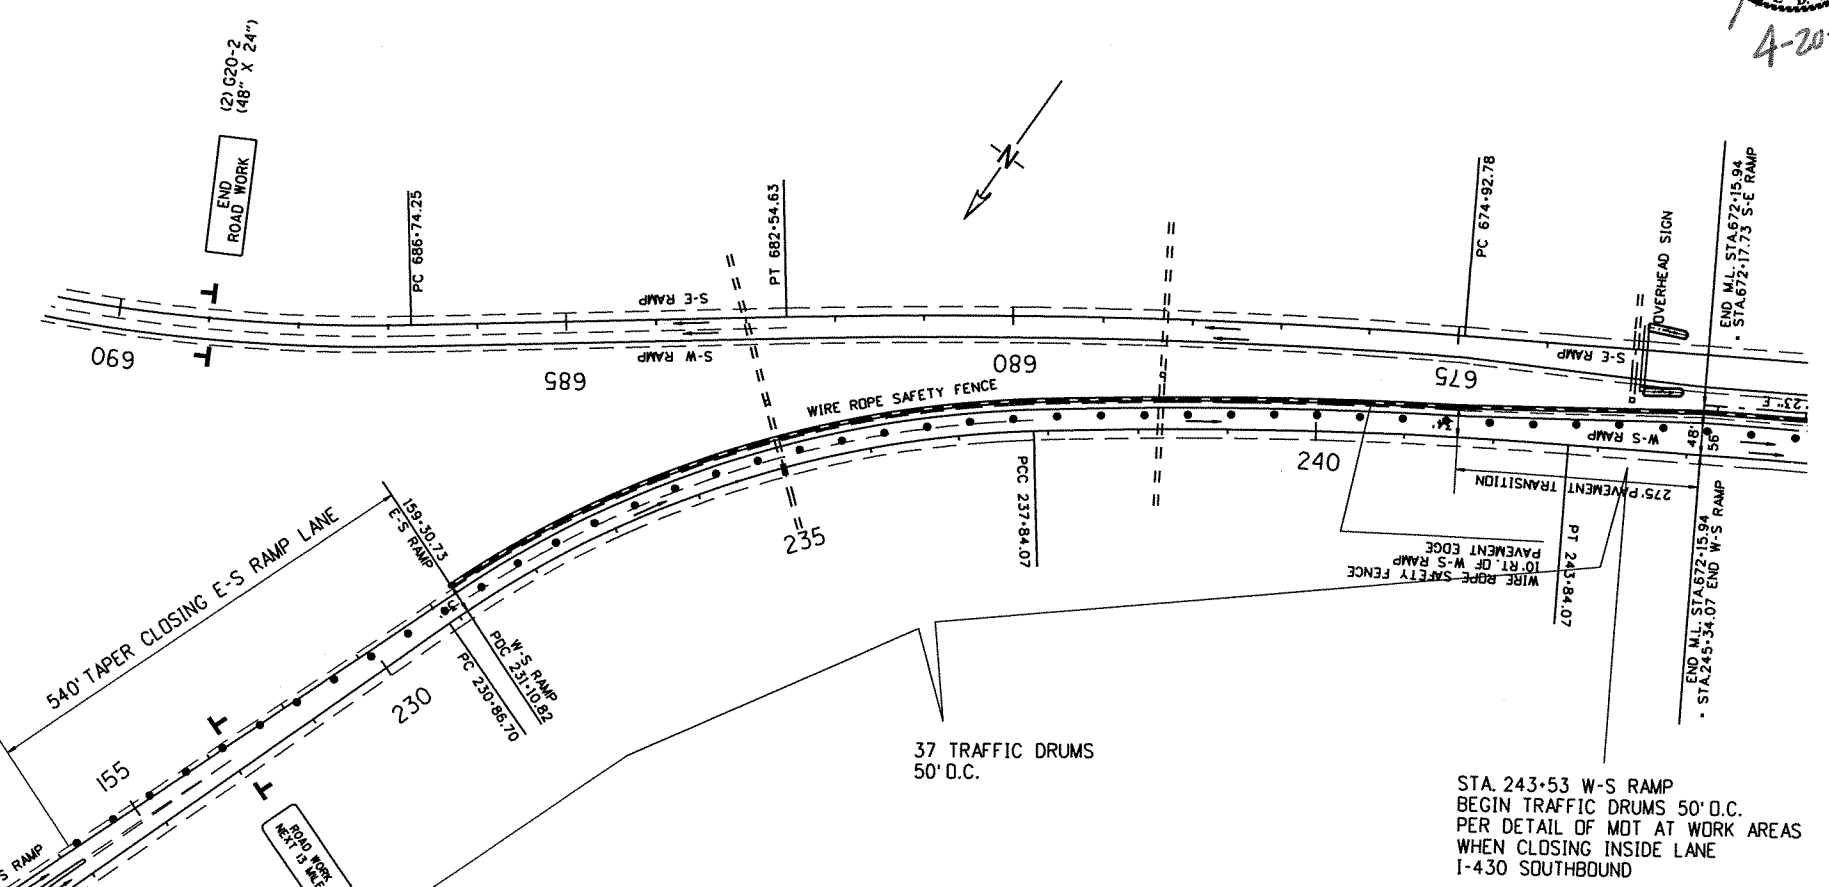 4-20-
(2) G20-2
(48" X 24")
END
ROAD WORK
PC 686+74.25
PT 682+54.63
N
PC 674+92.78
OVERHEAD SIGN
END M.L. STA.672+15.94
= STA.672+17.73 S-E RAMP
S-E RAMP
S-W RAMP
S-E RAMP
690
685
680
675
WIRE ROPE SAFETY FENCE
W-S RAMP
48'
56'
235
240
PCC 237+84.07
275' PAVEMENT TRANSITION
WIRE ROPE SAFETY FENCE
10' RT. OF W-S RAMP
PAVEMENT EDGE
PT 243+84.07
END M.L. STA.672+15.94
= STA.245+34.07 END W-S RAMP
540' TAPER CLOSING E-S RAMP LANE
159+30.73
E-S RAMP
W-S RAMP
POC 231+10.82
PC 230+86.70
230
155
ROAD WORK
NEXT 13 MILE
S RAMP
37 TRAFFIC DRUMS
50' O.C.
STA. 243+53 W-S RAMP
BEGIN TRAFFIC DRUMS 50' O.C.
PER DETAIL OF MOT AT WORK AREAS
WHEN CLOSING INSIDE LANE
I-430 SOUTHBOUND